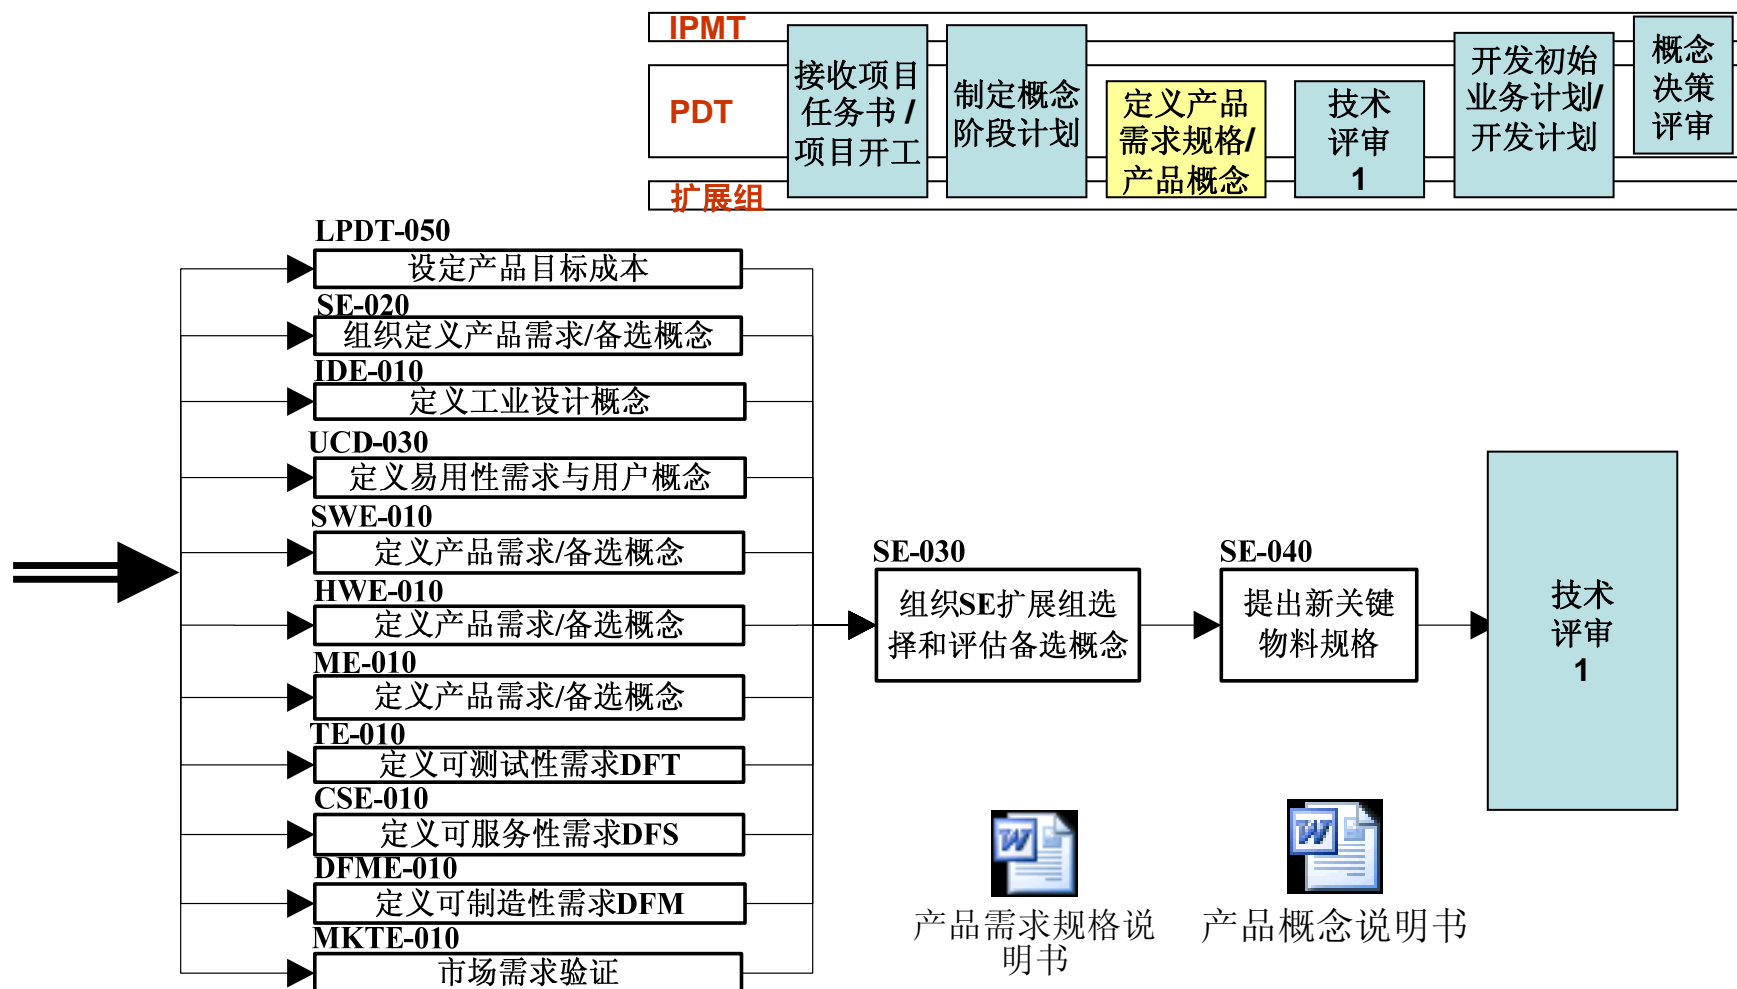 IPMT
PDT
扩展组
接收项目
任务书 /
项目开工
制定概念
阶段计划
定义产品
需求规格/
产品概念
技术
评审
1
开发初始
业务计划/
开发计划
概念
决策
评审
LPDT-050
设定产品目标成本
SE-020
组织定义产品需求/备选概念
IDE-010
定义工业设计概念
UCD-030
定义易用性需求与用户概念
SWE-010
定义产品需求/备选概念
HWE-010
定义产品需求/备选概念
ME-010
定义产品需求/备选概念
TE-010
定义可测试性需求DFT
CSE-010
定义可服务性需求DFS
DFME-010
定义可制造性需求DFM
MKTE-010
市场需求验证
SE-030
组织SE扩展组选
择和评估备选概念
SE-040
提出新关键
物料规格
技术
评审
1
W
产品需求规格说
明书
W
产品概念说明书